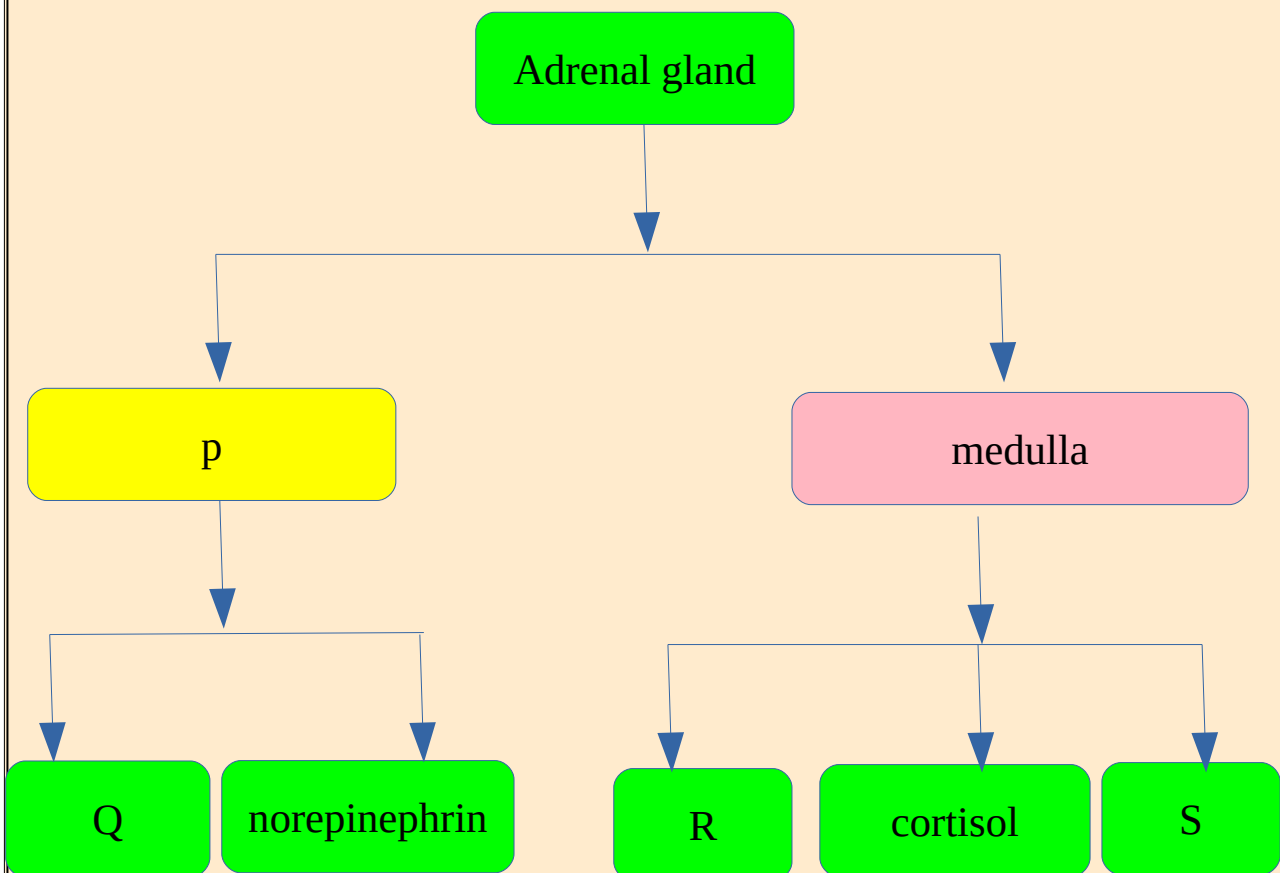 Adrenal gland
p
medulla
Q
norepinephrin
R
cortisol
S